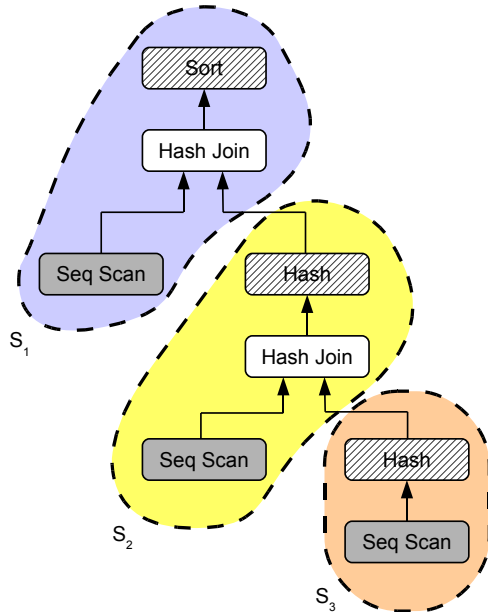 Sort
Hash Join
Seq Scan
Hash
S1
Hash Join
Seq Scan
Hash
S2
Seq Scan
S3